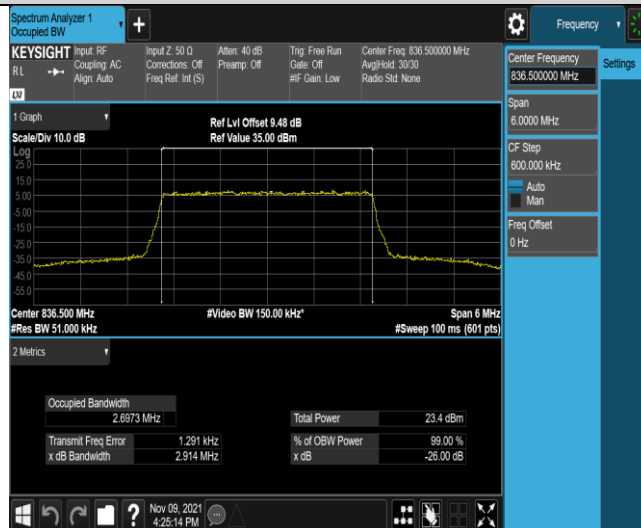 Spectrum Analyzer 1
Occupied BW
Frequency
KEYSIGHT
RL
LXI
Input: RF
Coupling: AC
Align: Auto
Input Z: 50 Ω
Corrections: Off
Freq Ref: Int (S)
Atten: 40 dB
Preamp: Off
Trig: Free Run
Gate: Off
#IF Gain: Low
Center Freq: 836.500000 MHz
Avg|Hold: 30/30
Radio Std: None
Center Frequency
836.500000 MHz
Settings
Span
6.0000 MHz
CF Step
600.000 kHz
Auto
Man
Freq Offset
0 Hz
1 Graph
Scale/Div 10.0 dB
Ref Lvl Offset 9.48 dB
Ref Value 35.00 dBm
Log
25.0
15.0
5.00
-5.00
-15.0
-25.0
-35.0
-45.0
-55.0
Center 836.500 MHz
#Video BW 150.00 kHz*
Span 6 MHz
#Res BW 51.000 kHz
#Sweep 100 ms (601 pts)
2 Metrics
Occupied Bandwidth
2.6973 MHz
Total Power 23.4 dBm
Transmit Freq Error 1.291 kHz
% of OBW Power 99.00 %
x dB Bandwidth 2.914 MHz
x dB -26.00 dB
Nov 09, 2021
4:25:14 PM